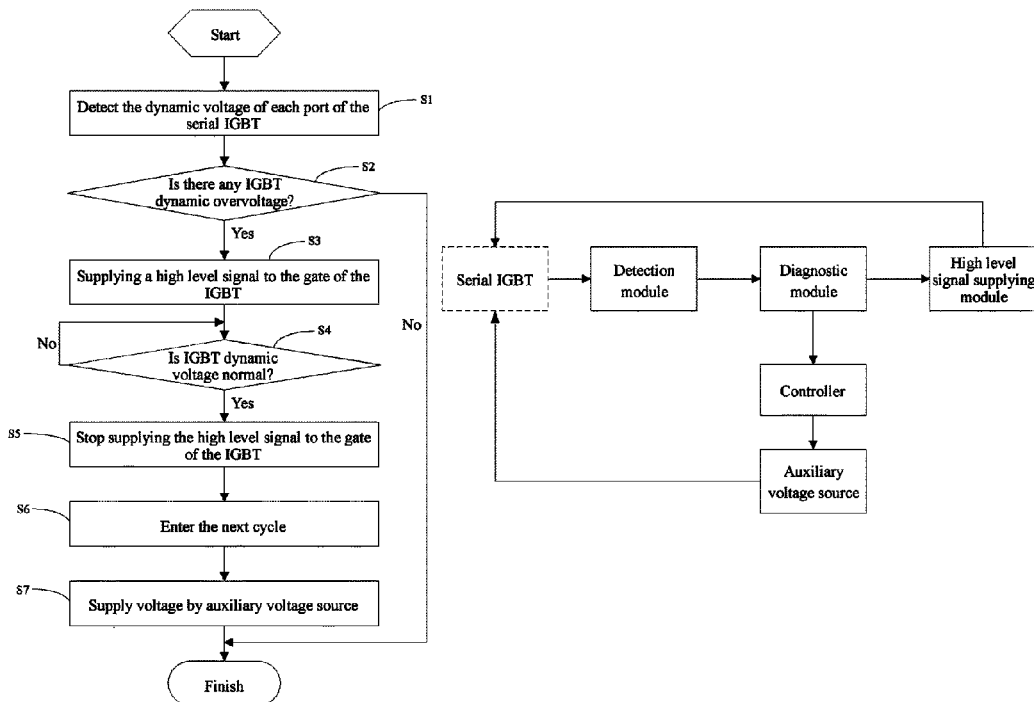 Start
S1
Detect the dynamic voltage of each port of the
serial IGBT
S2
Is there any IGBT
dynamic overvoltage?
Yes
S3
Supplying a high level signal to the gate of the
IGBT
No
S4
No
Is IGBT dynamic
voltage normal?
Yes
S5
Stop supplying the high level signal to the gate
of the IGBT
S6
Enter the next cycle
S7
Supply voltage by auxiliary voltage source
Finish
Serial IGBT
Detection
module
Diagnostic
module
High level
signal supplying
module
Controller
Auxiliary
voltage source